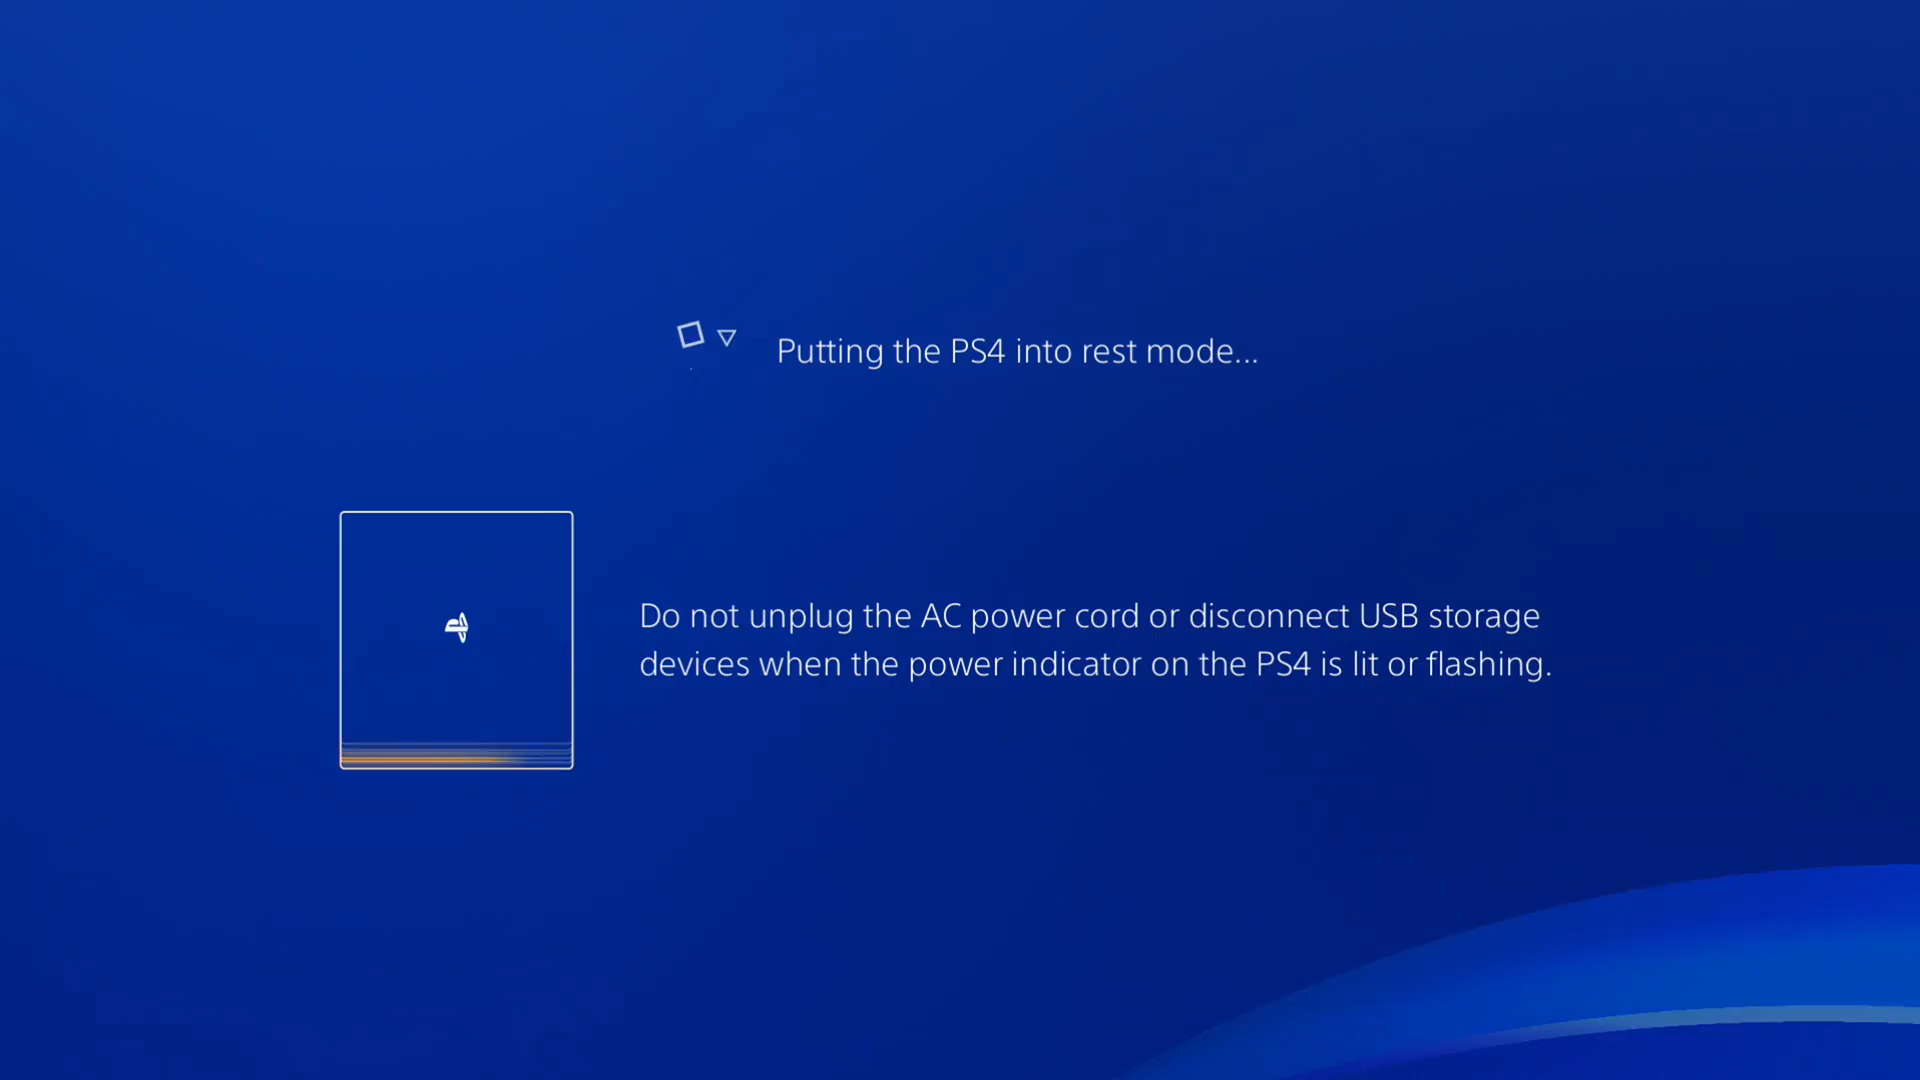 Putting the PS4 into rest mode...
Do not unplug the AC power cord or disconnect USB storage
devices when the power indicator on the PS4 is lit or flashing.